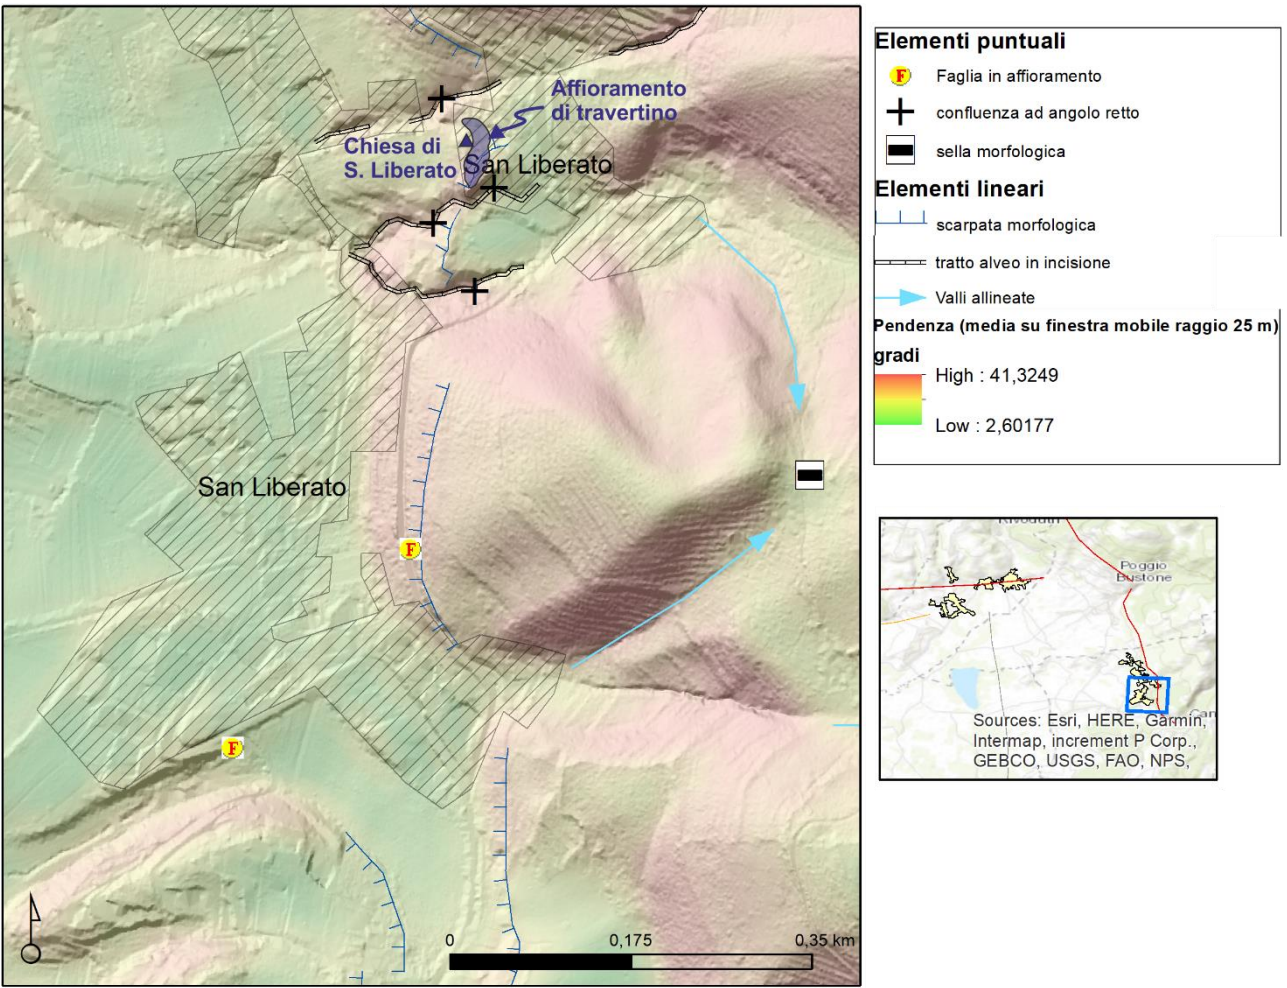 Affioramento
di travertino
Chiesa di
S. Liberato
San Liberato
San Liberato
F
F
0
0,175
0,35 km
Elementi puntuali
F
Faglia in affioramento
confluenza ad angolo retto
sella morfologica
Elementi lineari
scarpata morfologica
tratto alveo in incisione
Valli allineate
Pendenza (media su finestra mobile raggio 25 m)
gradi
High : 41,3249
Low : 2,60177
Poggio
Bustone
Sources: Esri, HERE, Garmin,
Intermap, increment P Corp.,
GEBCO, USGS, FAO, NPS,